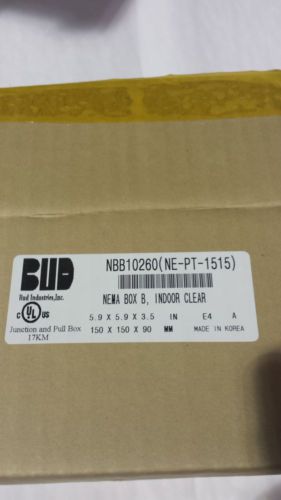 BUD
NBB10260(NE-PT-1515)
Bud Industries,Inc.
NEMA BOX B, INDOOR CLEAR
C UL US
5.9 X 5.9 X 3.5 IN E4 A
Junction and Pull Box
150 X 150 X 90 MM MADE IN KOREA
17KM